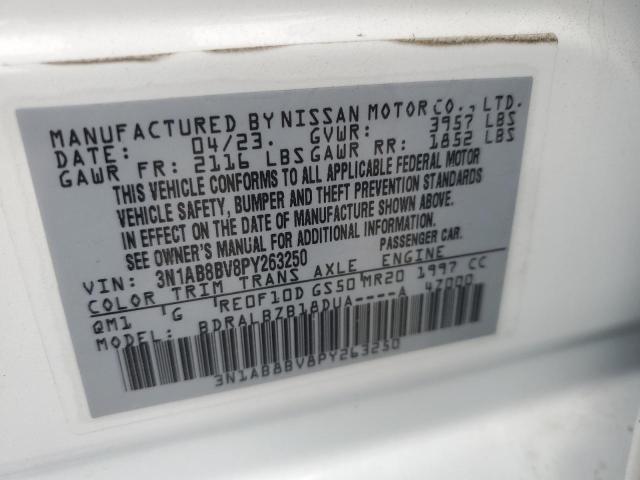 MANUFACTURED BY NISSAN MOTOR CO., LTD.
DATE: 04/23. GVWR: 3957 LBS
GAWR FR: 2116 LBS GAWR RR: 1852 LBS
THIS VEHICLE CONFORMS TO ALL APPLICABLE FEDERAL MOTOR
VEHICLE SAFETY, BUMPER AND THEFT PREVENTION STANDARDS
IN EFFECT ON THE DATE OF MANUFACTURE SHOWN ABOVE.
SEE OWNER'S MANUAL FOR ADDITIONAL INFORMATION.
VIN: 3N1AB8BV8PY263250 PASSENGER CAR.
COLOR TRIM TRANS AXLE ENGINE
QM1 G RE0F10D GS50 MR20 1997 CC
MODEL: BDRALBZB18DUA----A 4Z000
3N1AB8BV8PY263250